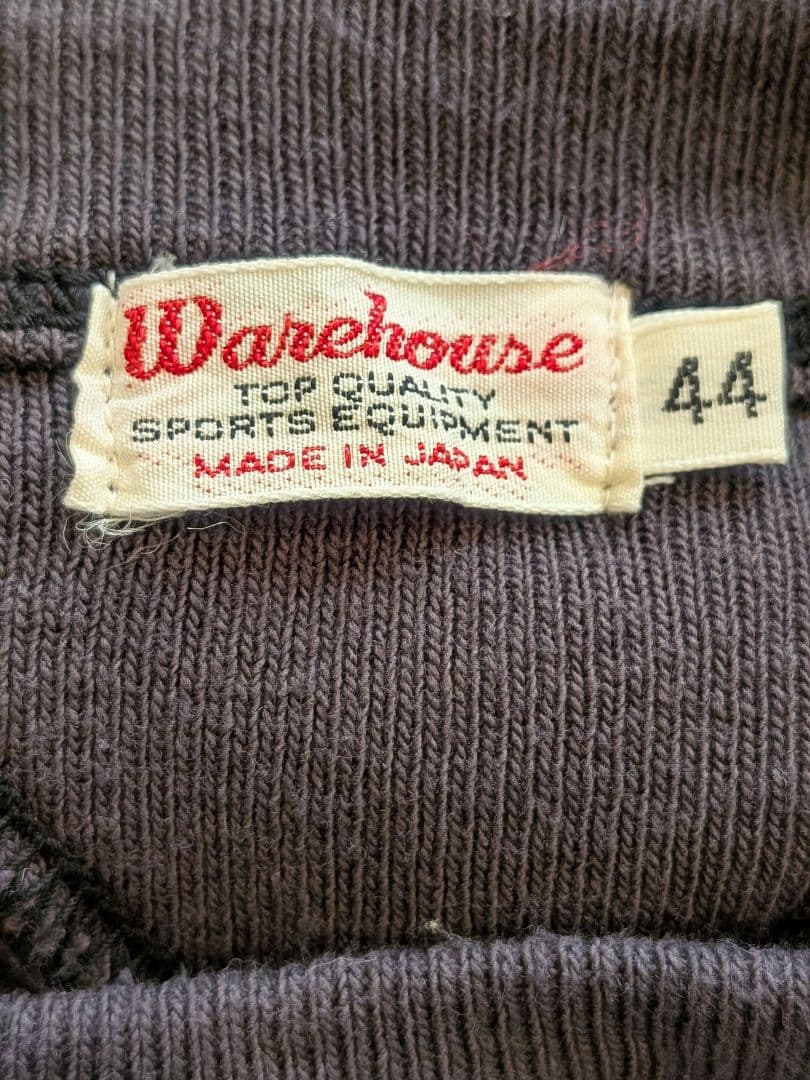 Warehouse
TOP QUALITY
SPORTS EQUIPMENT
MADE IN JAPAN
44